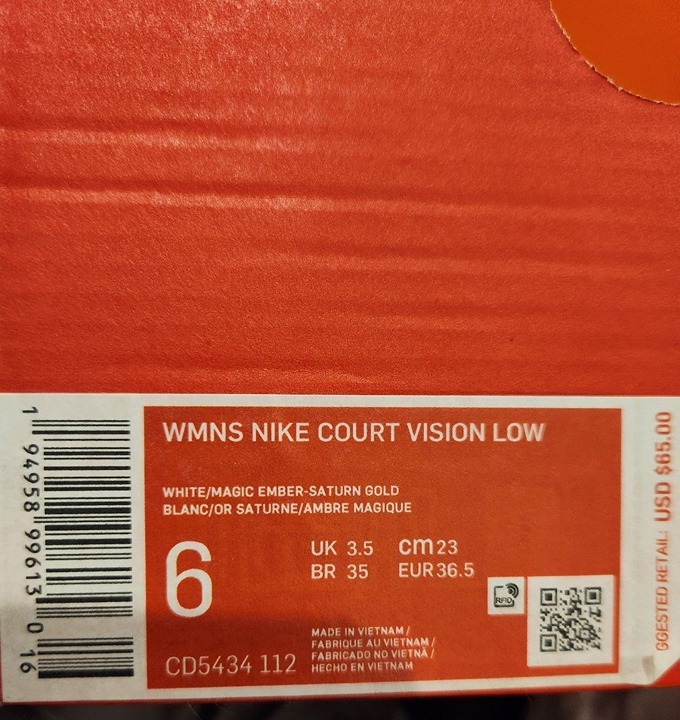 WMNS NIKE COURT VISION LOW
WHITE/MAGIC EMBER-SATURN GOLD
BLANC/OR SATURNE/AMBRE MAGIQUE
6
UK 3.5 cm 23
BR 35 EUR 36.5
RFID
MADE IN VIETNAM /
FABRIQUE AU VIETNAM /
FABRICADO NO VIETNÃ /
HECHO EN VIETNAM
CD5434 112
1 94958 99613 0 16
GGESTED RETAIL: USD $65.00